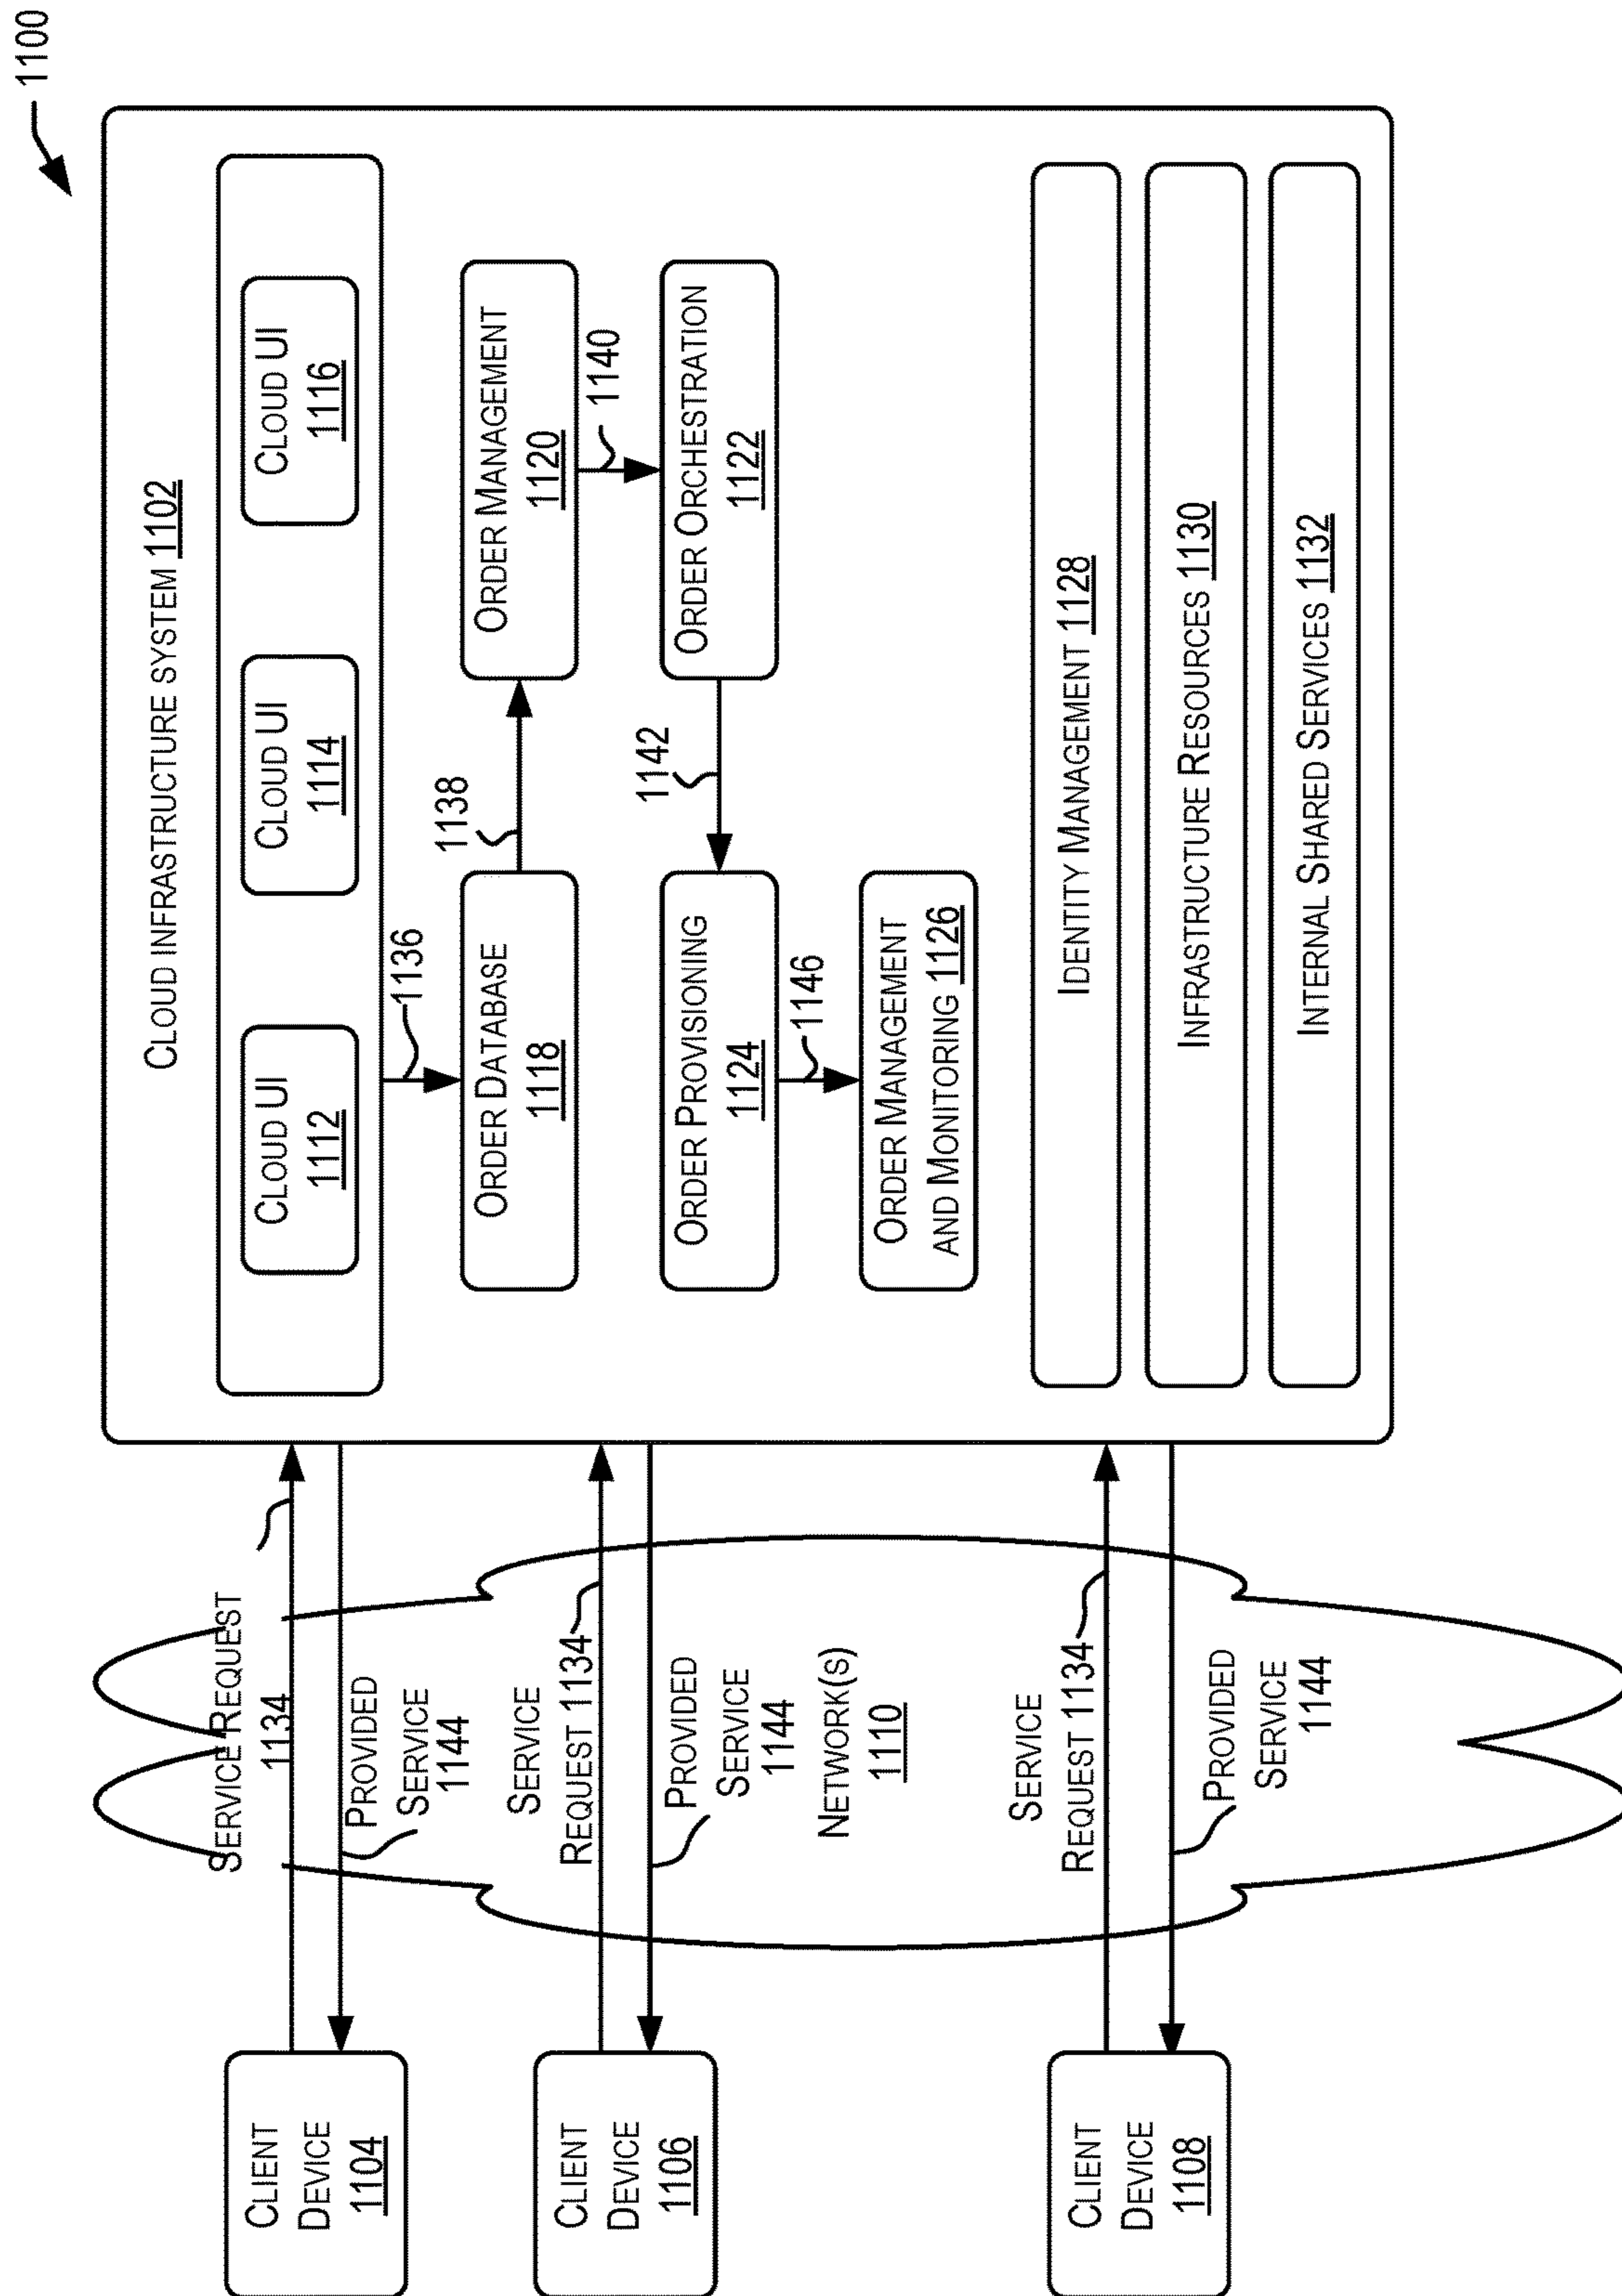 1100
CLOUD INFRASTRUCTURE SYSTEM 1102
CLOUD UI
1112
CLOUD UI
1114
CLOUD UI
1116
1136
ORDER DATABASE
1118
1138
ORDER MANAGEMENT
1120
1140
ORDER PROVISIONING
1124
1142
ORDER ORCHESTRATION
1122
1146
ORDER MANAGEMENT
AND MONITORING 1126
IDENTITY MANAGEMENT 1128
INFRASTRUCTURE RESOURCES 1130
INTERNAL SHARED SERVICES 1132
CLIENT
DEVICE
1104
SERVICE REQUEST
1134
PROVIDED
SERVICE
1144
CLIENT
DEVICE
1106
SERVICE
REQUEST 1134
PROVIDED
SERVICE
1144
NETWORK(S)
1110
CLIENT
DEVICE
1108
SERVICE
REQUEST 1134
PROVIDED
SERVICE
1144